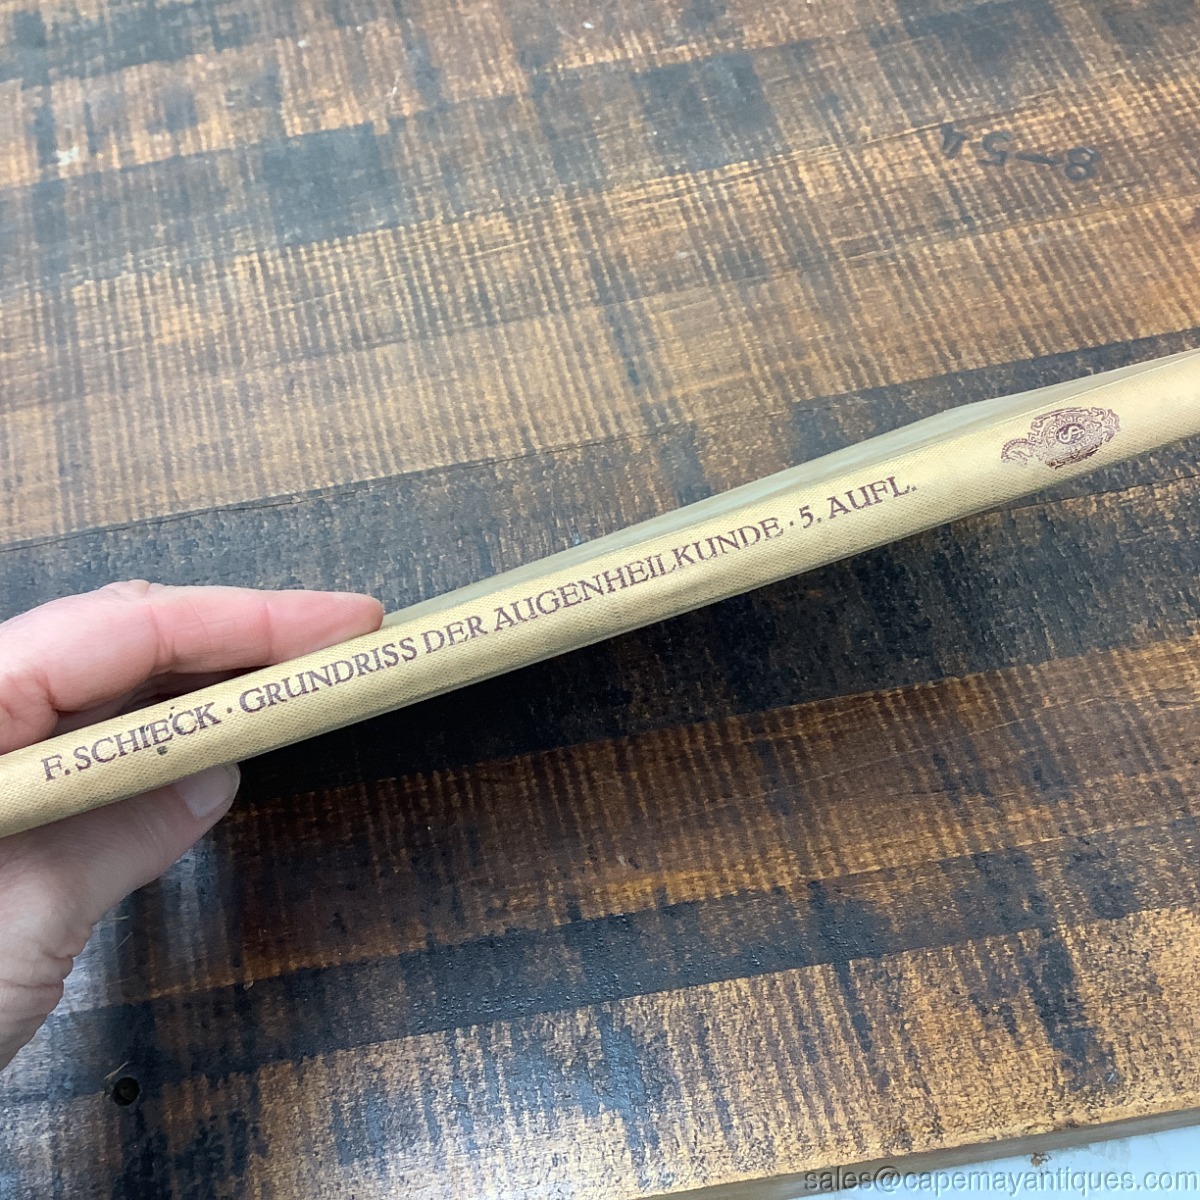 8-54
F. SCHIECK · GRUNDRISS DER AUGENHEILKUNDE · 5. AUFL.
sales@capemayantiques.com